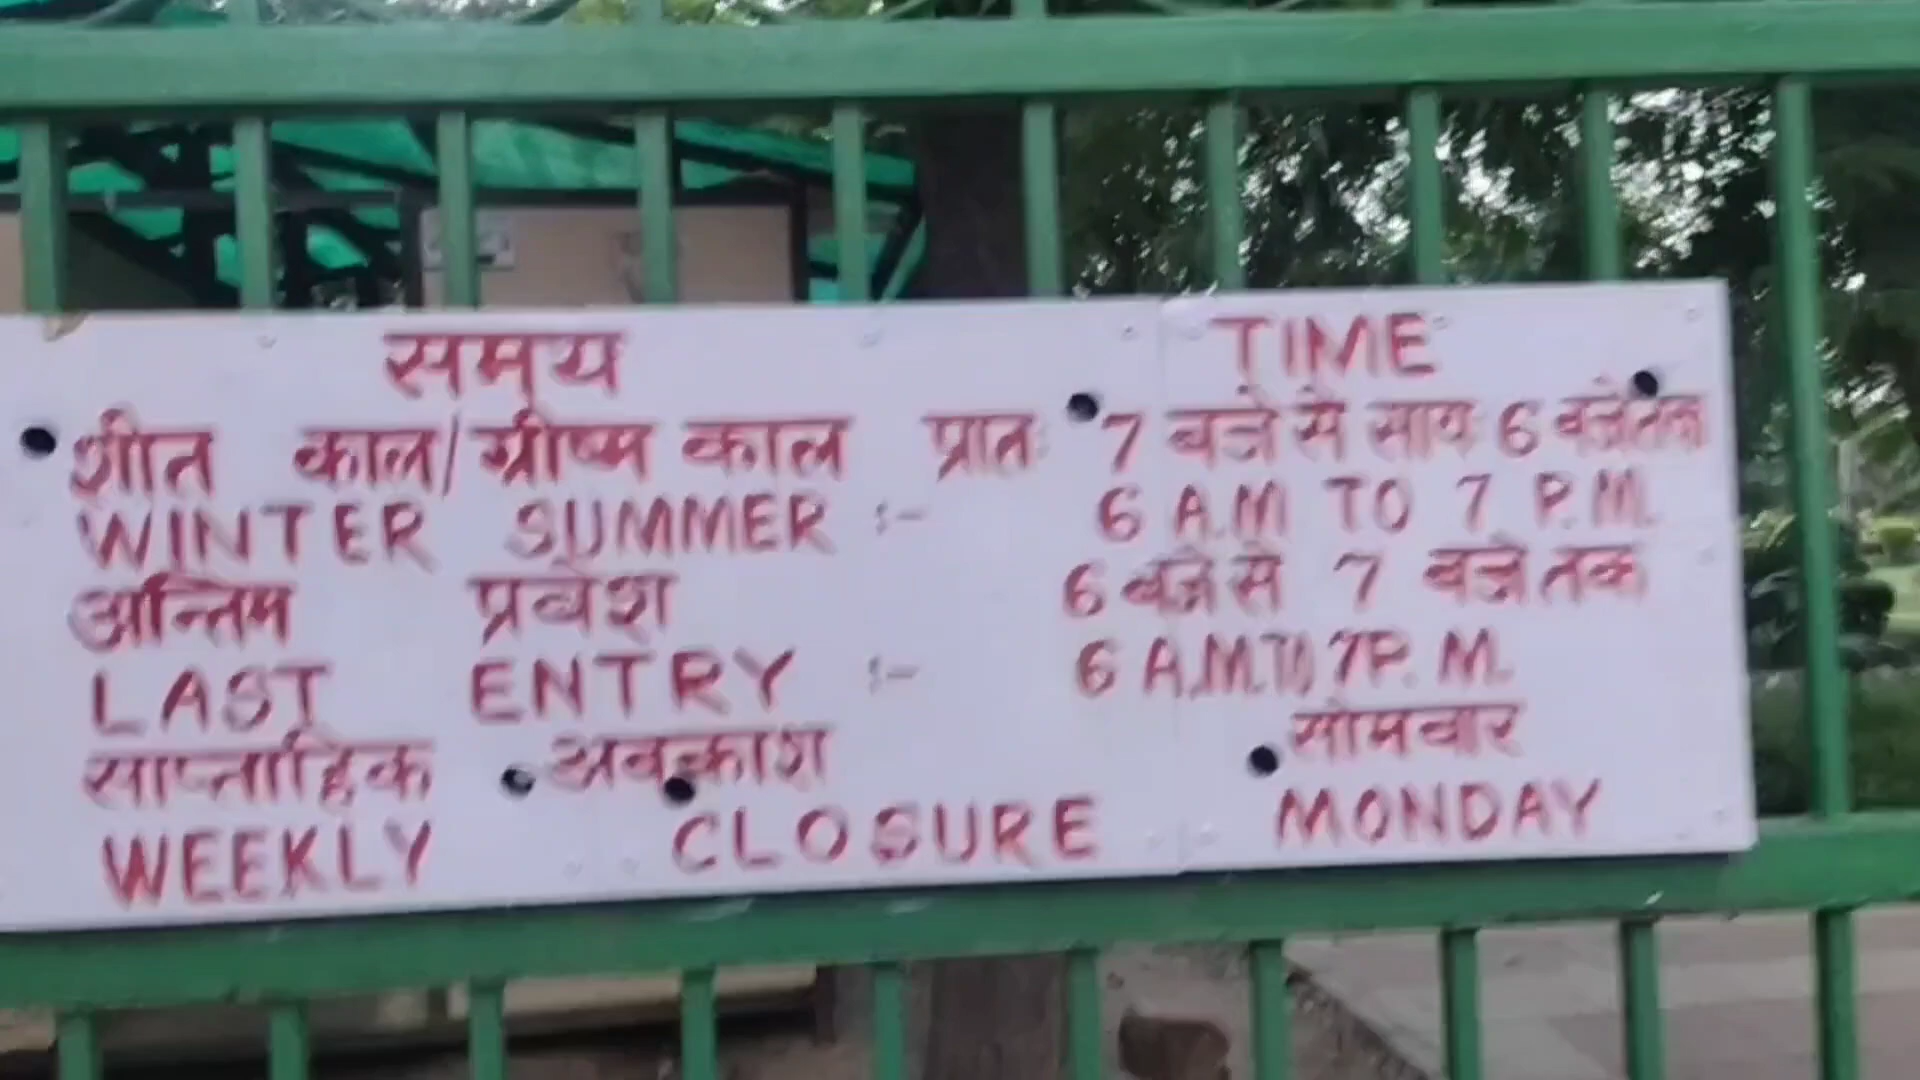 समय TIME
शीत काल/ग्रीष्म काल प्रातः 7 बजे से साय 6 बजे तक
WINTER SUMMER :- 6 A.M TO 7 P.M.
अन्तिम प्रवेश 6 बजे से 7 बजे तक
LAST ENTRY :- 6 A.M.TO 7P.M.
साप्ताहिक अवकाश सोमवार
WEEKLY CLOSURE MONDAY